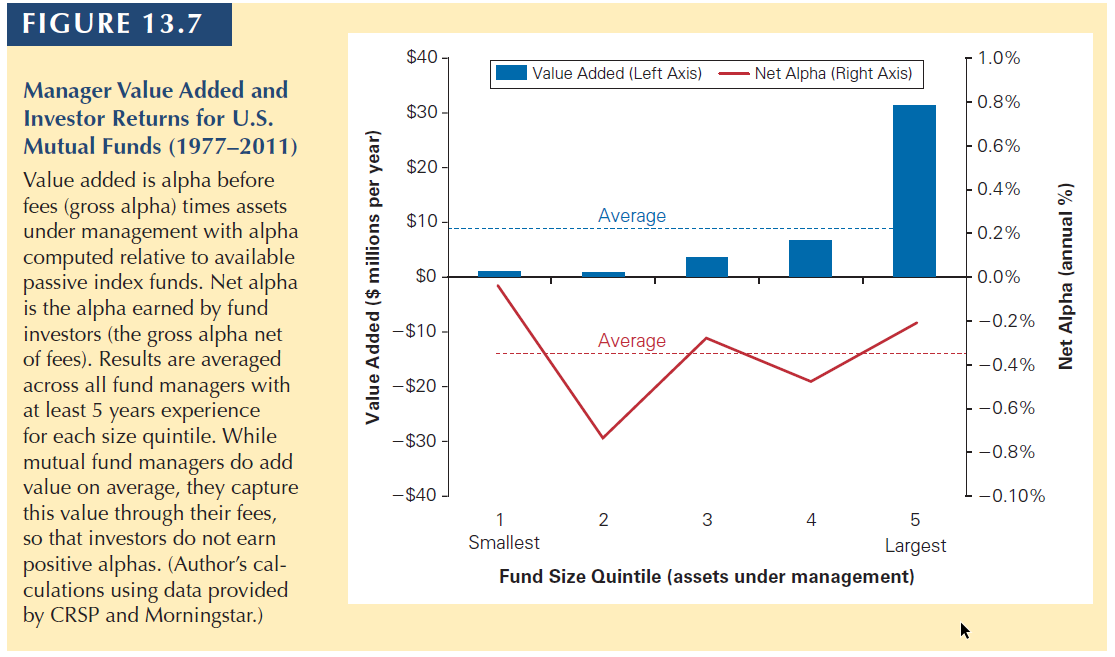 FIGURE 13.7
Manager Value Added and
Investor Returns for U.S.
Mutual Funds (1977–2011)
Value added is alpha before
fees (gross alpha) times assets
under management with alpha
computed relative to available
passive index funds. Net alpha
is the alpha earned by fund
investors (the gross alpha net
of fees). Results are averaged
across all fund managers with
at least 5 years experience
for each size quintile. While
mutual fund managers do add
value on average, they capture
this value through their fees,
so that investors do not earn
positive alphas. (Author’s cal-
culations using data provided
by CRSP and Morningstar.)
Value Added ($ millions per year)
$40
$30
$20
$10
$0
−$10
−$20
−$30
−$40
Value Added (Left Axis)
Net Alpha (Right Axis)
Average
Average
1.0%
0.8%
0.6%
0.4%
0.2%
0.0%
−0.2%
−0.4%
−0.6%
−0.8%
−0.10%
Net Alpha (annual %)
1 2 3 4 5
Smallest Largest
Fund Size Quintile (assets under management)